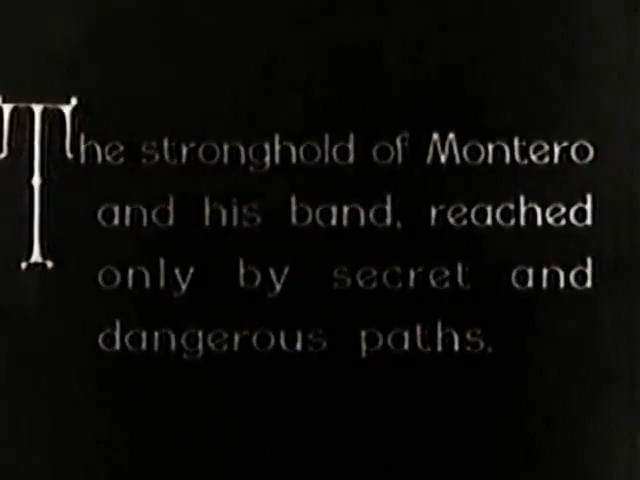 The stronghold of Montero
and his band, reached
only by secret and
dangerous paths.